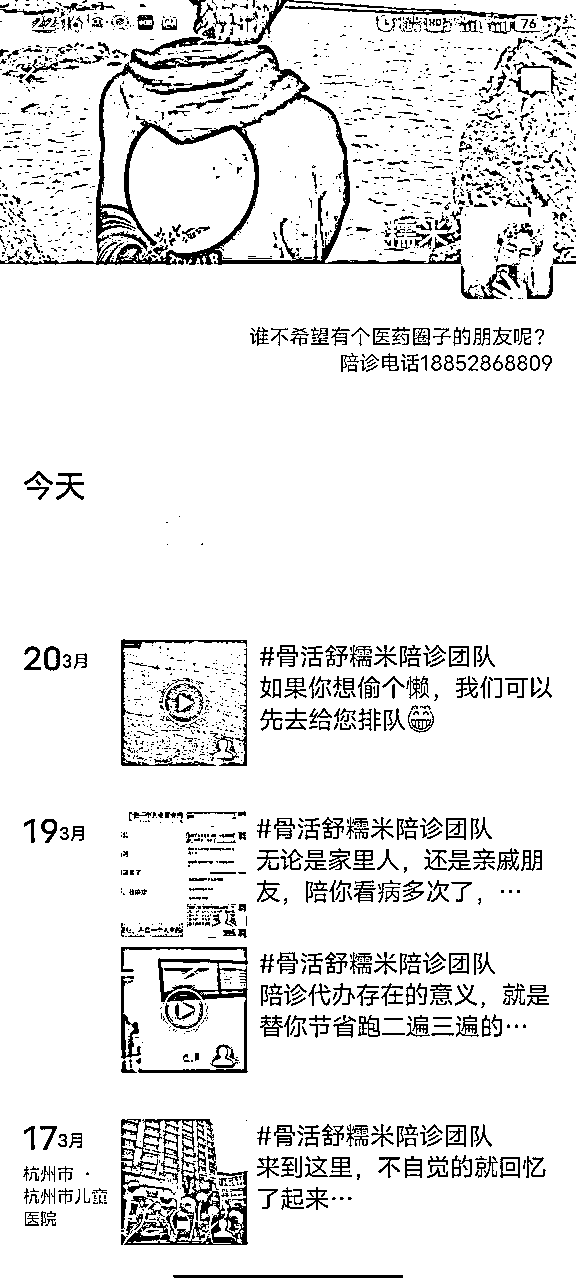 76
糯米
谁不希望有个医药圈子的朋友呢？
陪诊电话18852868809
今天
203月
#骨活舒糯米陪诊团队
如果你想偷个懒，我们可以
先去给您排队😁
193月
#骨活舒糯米陪诊团队
无论是家里人，还是亲戚朋
友，陪你看病多次了，…
#骨活舒糯米陪诊团队
陪诊代办存在的意义，就是
替你节省跑二遍三遍的…
173月
杭州市 ·
杭州市儿童
医院
#骨活舒糯米陪诊团队
来到这里，不自觉的就回忆
了起来…